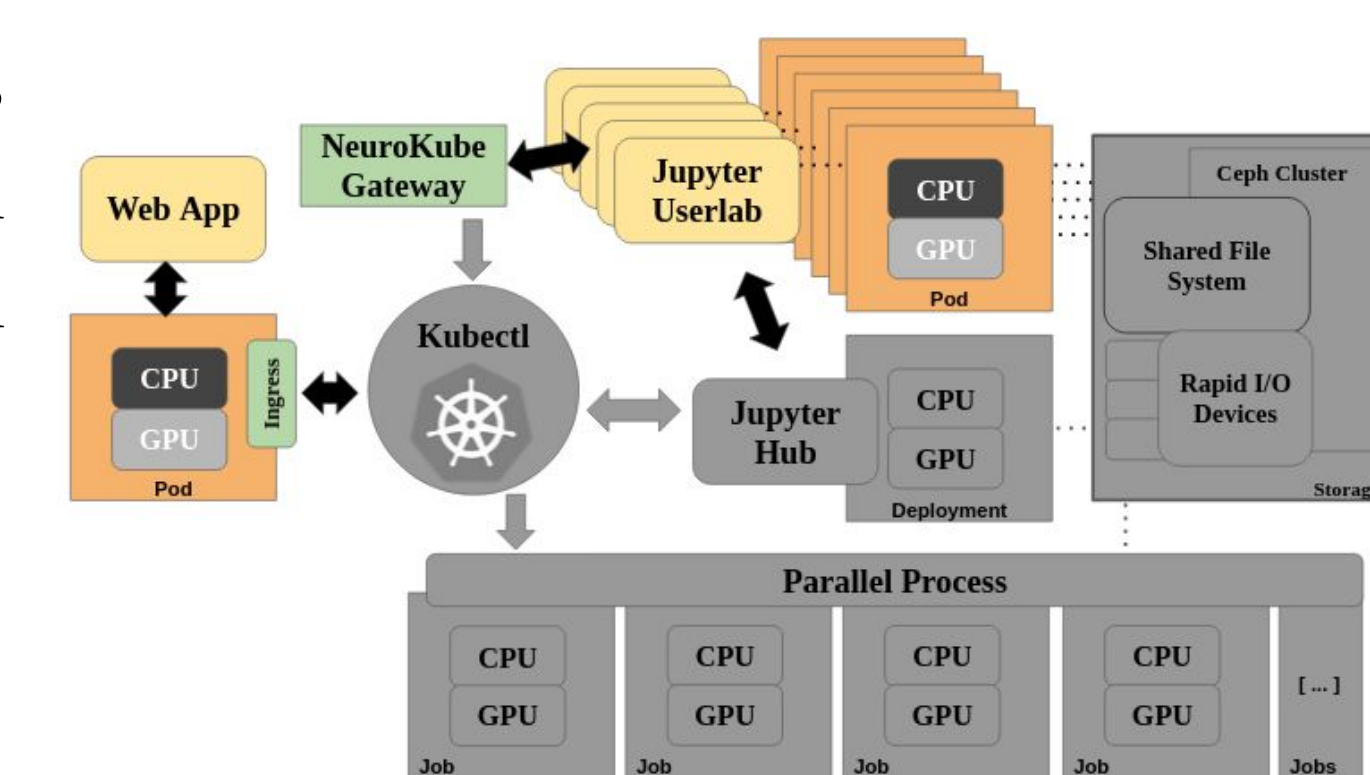 NeuroKube
Gateway
Web App
Jupyter
Userlab
CPU
GPU
Pod
Ceph Cluster
Shared File
System
Rapid I/O
Devices
Storag
Kubectl
CPU
GPU
Ingress
Pod
Jupyter
Hub
CPU
GPU
Deployment
Parallel Process
CPU
GPU
Job
CPU
GPU
Job
CPU
GPU
Job
CPU
GPU
Job
[ ... ]
Jobs